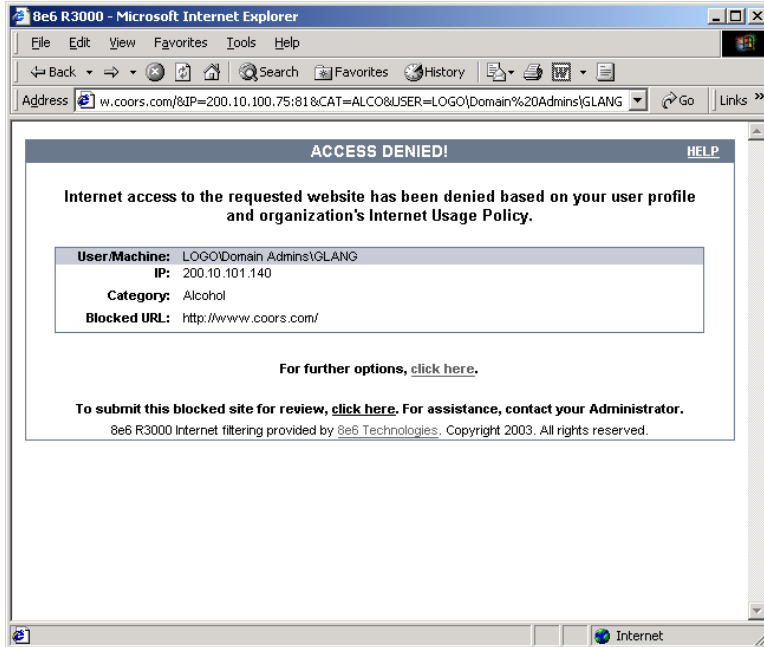 8e6 R3000 - Microsoft Internet Explorer
File Edit View Favorites Tools Help
Back Search Favorites History
Address w.coors.com/&IP=200.10.100.75:81&CAT=ALCO&USER=LOGO\Domain%20Admins\GLANG Go Links »
ACCESS DENIED! HELP
Internet access to the requested website has been denied based on your user profile
and organization's Internet Usage Policy.
User/Machine: LOGO\Domain Admins\GLANG
IP: 200.10.101.140
Category: Alcohol
Blocked URL: http://www.coors.com/
For further options, click here.
To submit this blocked site for review, click here. For assistance, contact your Administrator.
8e6 R3000 Internet filtering provided by 8e6 Technologies. Copyright 2003. All rights reserved.
Internet